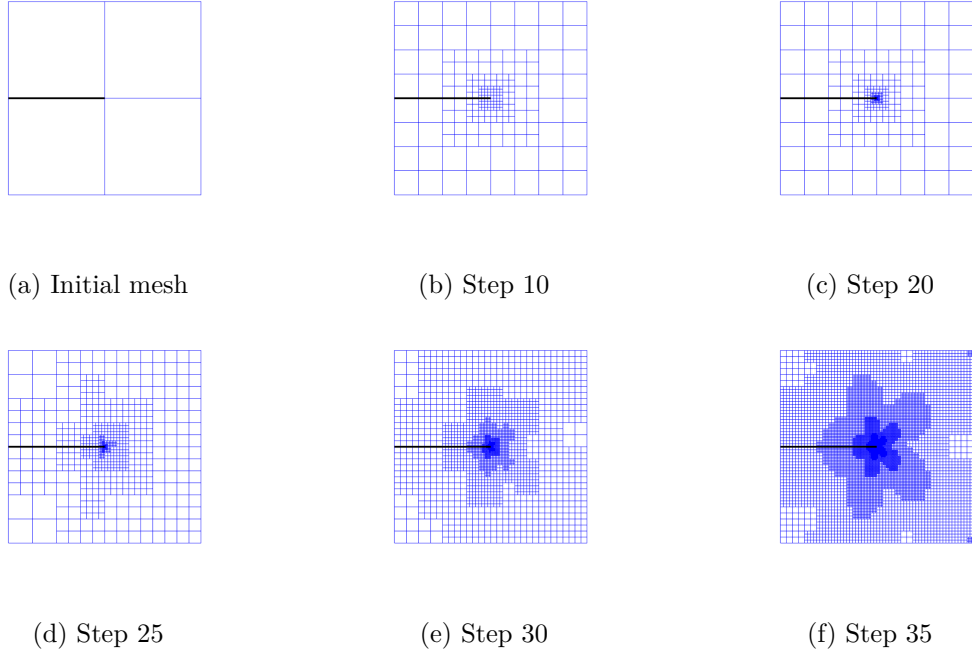 (a) Initial mesh
(b) Step 10
(c) Step 20
(d) Step 25
(e) Step 30
(f) Step 35